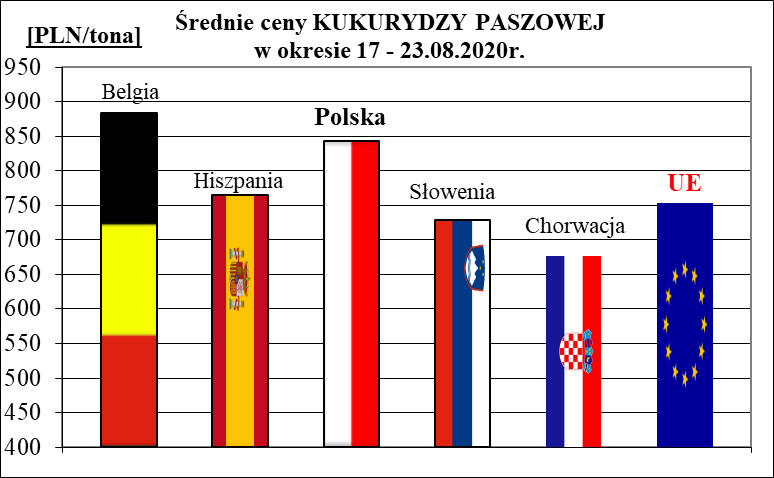 Średnie ceny KUKURYDZY PASZOWEJ
w okresie 17 - 23.08.2020r.
[PLN/tona]
950
900
850
800
750
700
650
600
550
500
450
400
Belgia
Hiszpania
Polska
Słowenia
Chorwacja
UE